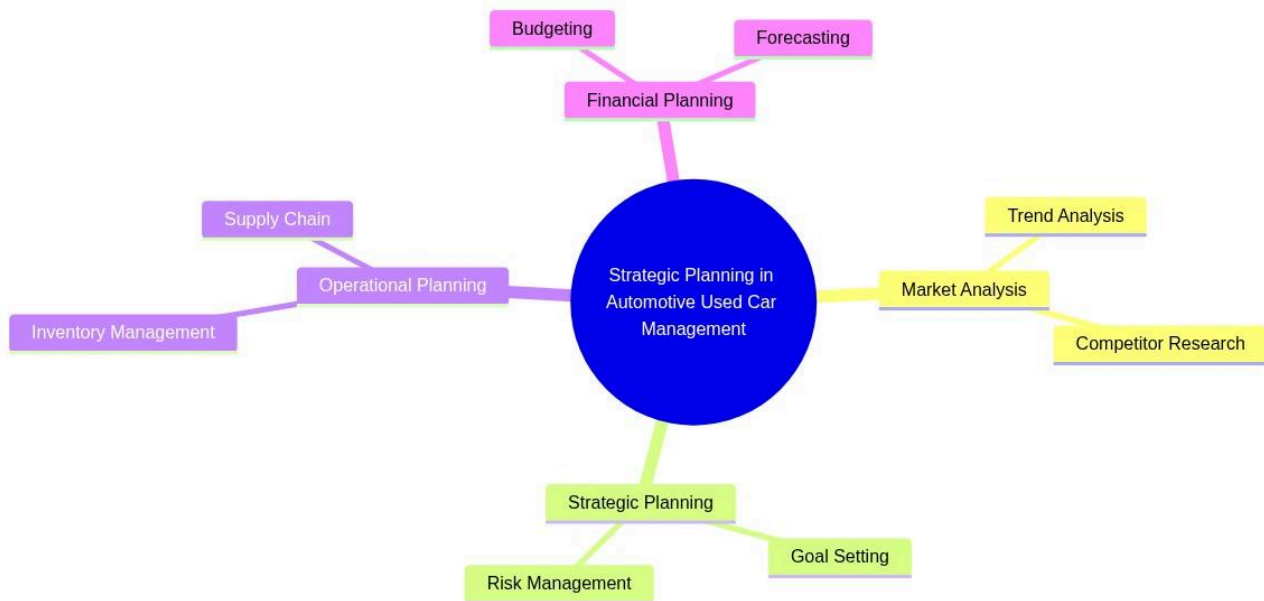 Budgeting
Forecasting
Financial Planning
Supply Chain
Operational Planning
Inventory Management
Strategic Planning in
Automotive Used Car
Management
Trend Analysis
Market Analysis
Competitor Research
Strategic Planning
Goal Setting
Risk Management